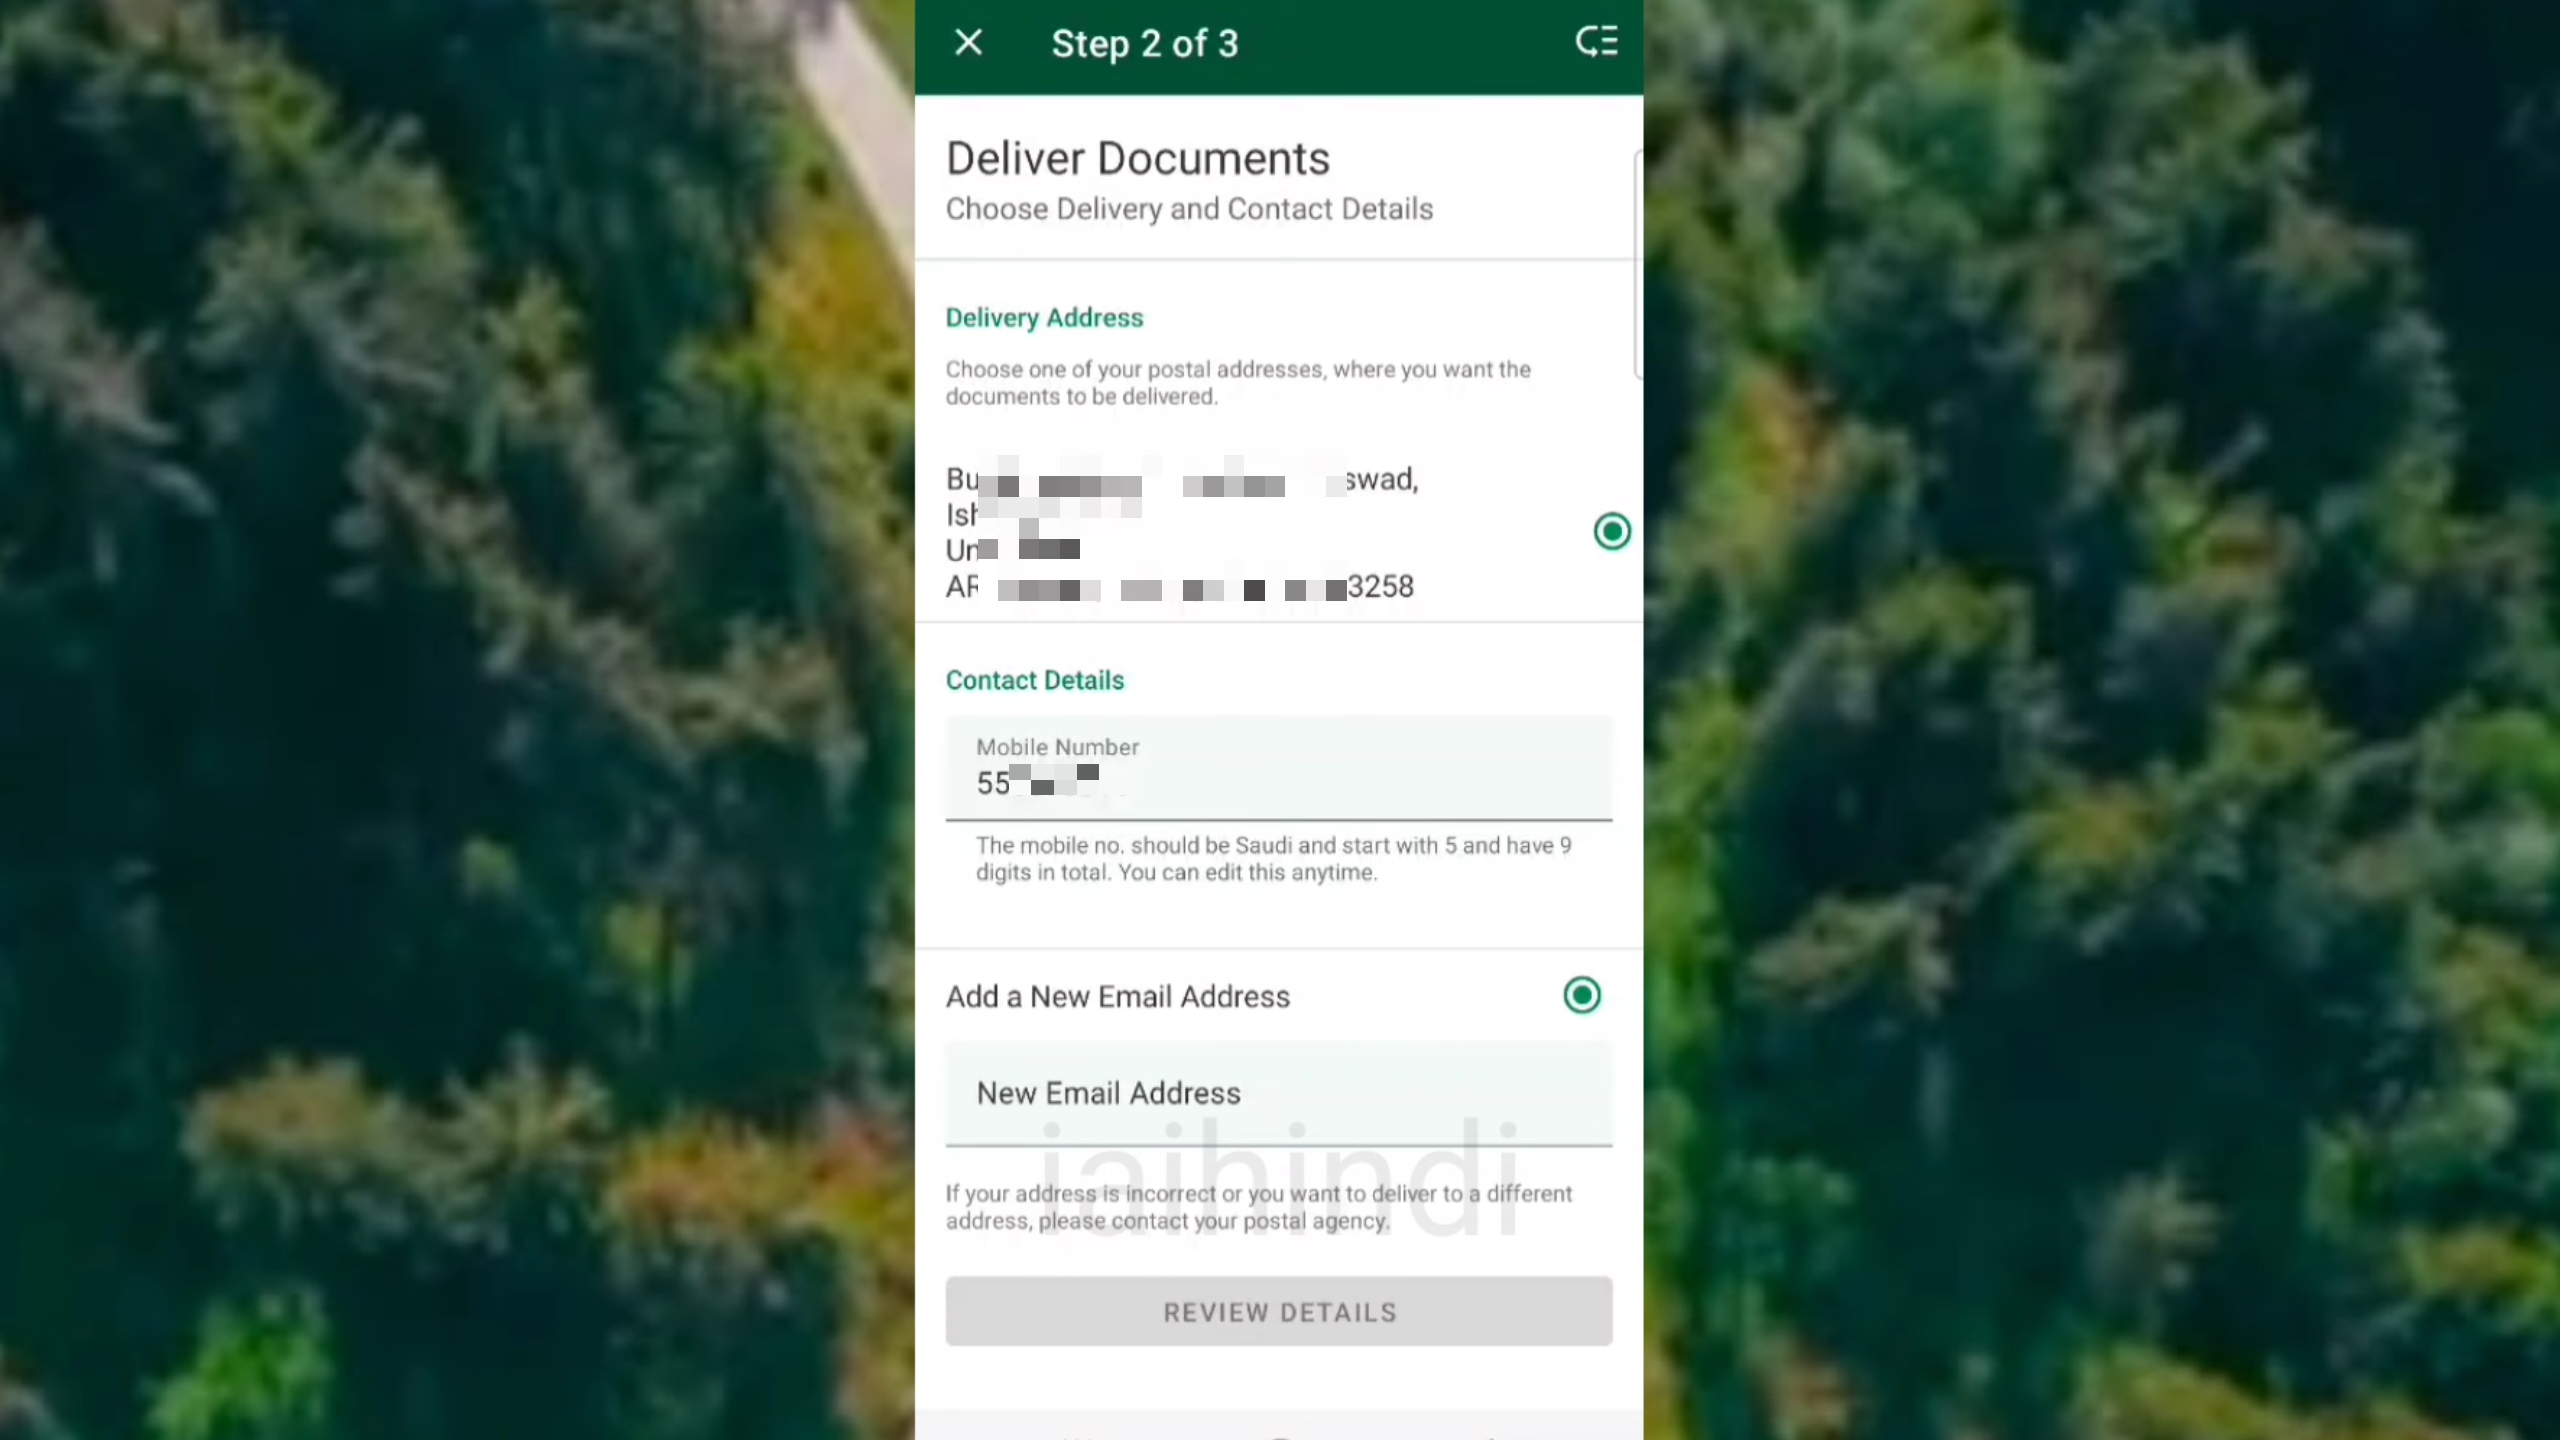 Step 2 of 3
Deliver Documents
Choose Delivery and Contact Details
Delivery Address
Choose one of your postal addresses, where you want the
documents to be delivered.
swad,
3258
Contact Details
Mobile Number
55
The mobile no. should be Saudi and start with 5 and have 9
digits in total. You can edit this anytime.
Add a New Email Address
New Email Address
iaihindi
If your address is incorrect or you want to deliver to a different
address, please contact your postal agency.
REVIEW DETAILS